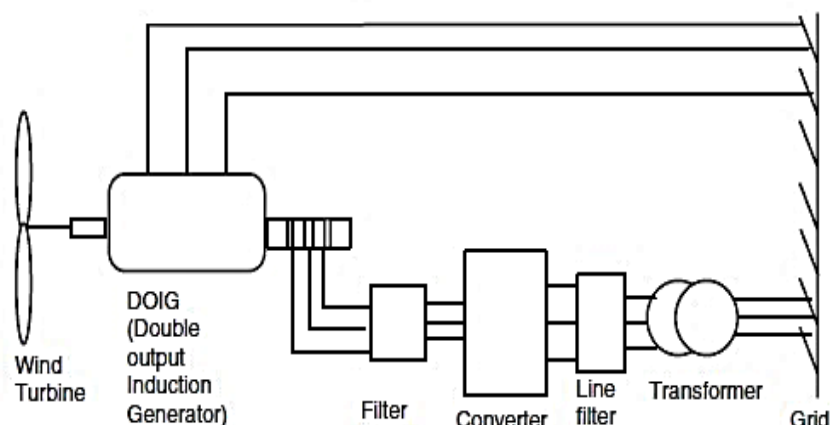 Wind
Turbine
DOIG
(Double
output
Induction
Generator)
Filter
Converter
Line
filter
Transformer
Grid